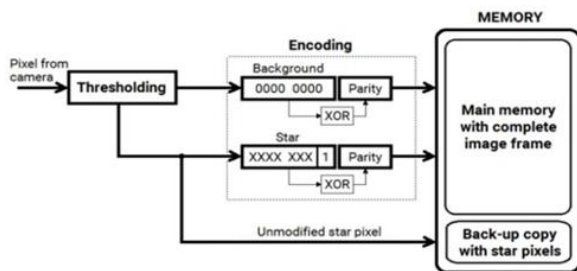 MEMORY
Encoding
Pixel from
camera
Thresholding
Background
0000 0000
Parity
XOR
Main memory
with complete
image frame
Star
XXXX XXX 1
Parity
XOR
Unmodified star pixel
Back-up copy
with star pixels